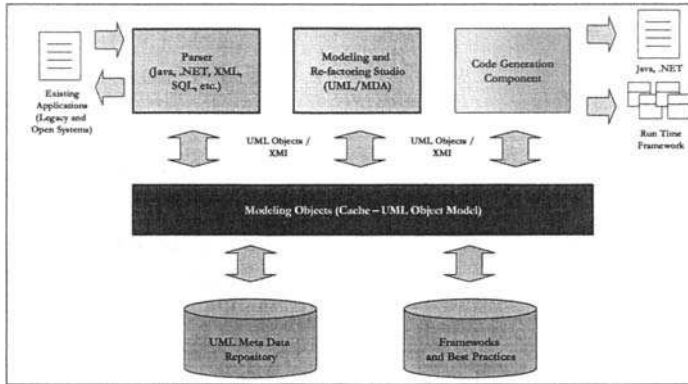 Parser
(Java, .NET, XML,
SQL, etc.)
Modeling and
Re-factoring Studio
(UML/MDA)
Code Generation
Component
Java, .NET
Existing
Applications
(Legacy and
Open Systems)
Run Time
Framework
UML Objects /
XMI
UML Objects /
XMI
Modeling Objects (Cache – UML Object Model)
UML Meta Data
Repository
Frameworks
and Best Practices